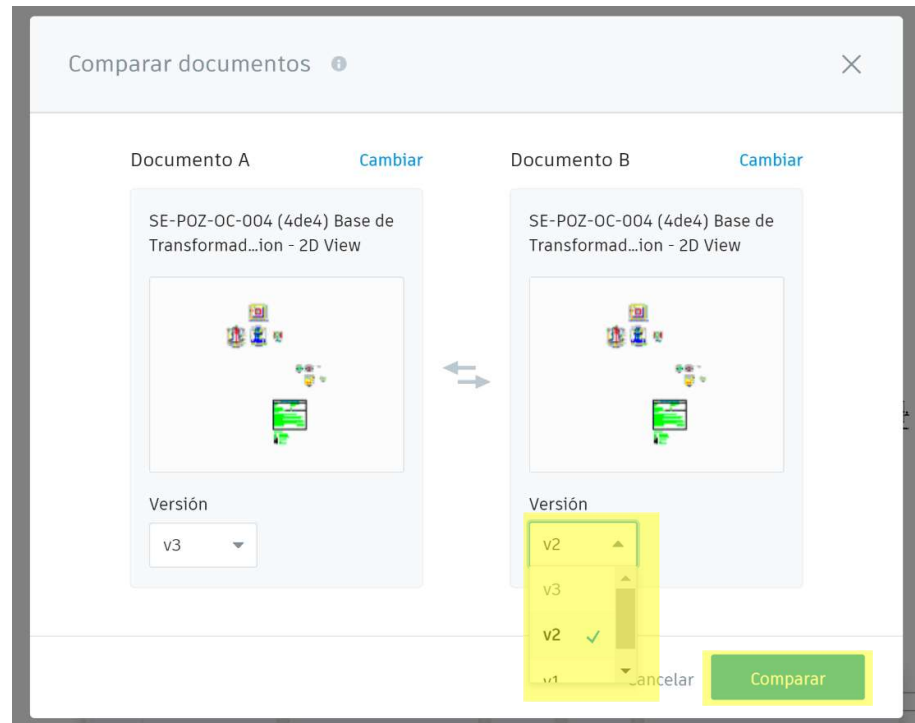 Comparar documentos
Documento A
Cambiar
SE-POZ-OC-004 (4de4) Base de
Transformad...ion - 2D View
Versión
v3
Documento B
Cambiar
SE-POZ-OC-004 (4de4) Base de
Transformad...ion - 2D View
Versión
v2
v3
v2
v1
Cancelar
Comparar